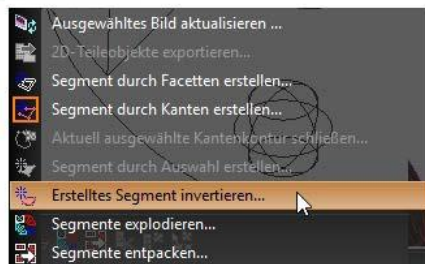 Ausgewähltes Bild aktualisieren ...
2D-Teileobjekte exportieren...
Segment durch Facetten erstellen...
Segment durch Kanten erstellen...
Aktuell ausgewählte Kantenkontur schließen...
Segment durch Auswahl erstellen...
Erstelltes Segment invertieren...
Segmente explodieren...
Segmente entpacken...